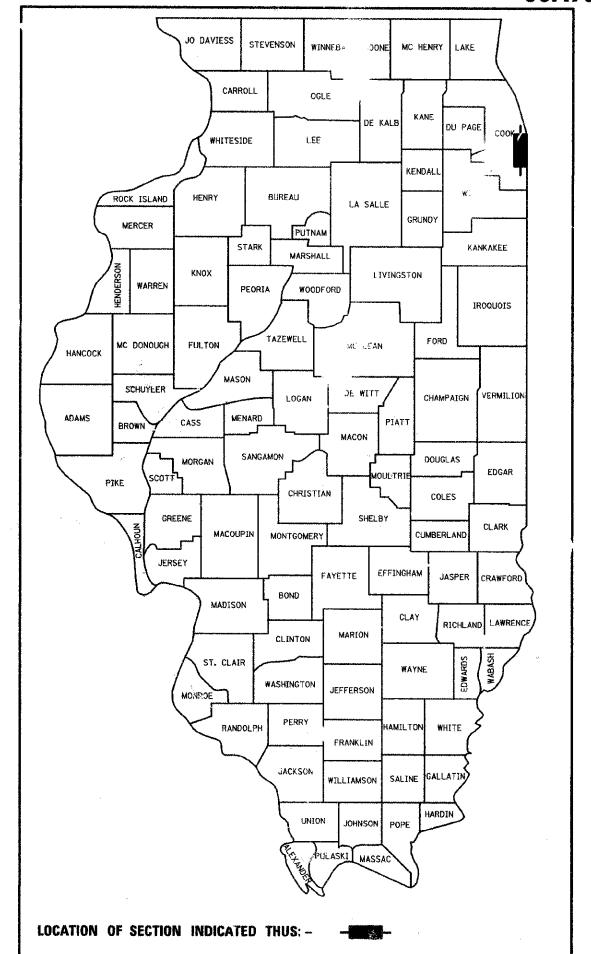 JO DAVIESS STEVENSON WINNEBA OONE MC HENRY LAKE
CARROLL OGLE DE KALB KANE DU PAGE COOK
WHITESIDE LEE
KENDALL
ROCK ISLAND HENRY BUREAU LA SALLE GRUNDY W
MERCER PUTNAM
STARK MARSHALL KANKAKEE
HENDERSON WARREN KNOX PEORIA WOODFORD LIVINGSTON IROQUOIS
HANCOCK MC DONOUGH FULTON TAZEWELL MC LEAN FORD
MASON
SCHUYLER LOGAN DE WITT CHAMPAIGN VERMILION
ADAMS BROWN CASS MENARD MACON PIATT
SANGAMON DOUGLAS
PIKE SCOTT MORGAN CHRISTIAN MOULTRIE COLES EDGAR
GREENE MACOUPIN SHELBY
CALHOUN MONTGOMERY CUMBERLAND CLARK
JERSEY FAYETTE EFFINGHAM JASPER CRAWFORD
MADISON BOND
CLINTON MARION CLAY RICHLAND LAWRENCE
ST. CLAIR WAYNE EDWARDS WABASH
WASHINGTON JEFFERSON
MONROE
RANDOLPH PERRY HAMILTON WHITE
FRANKLIN
JACKSON WILLIAMSON SALINE GALLATIN
HARDIN
UNION JOHNSON POPE
ALEXANDER PULASKI MASSAC
LOCATION OF SECTION INDICATED THUS: -